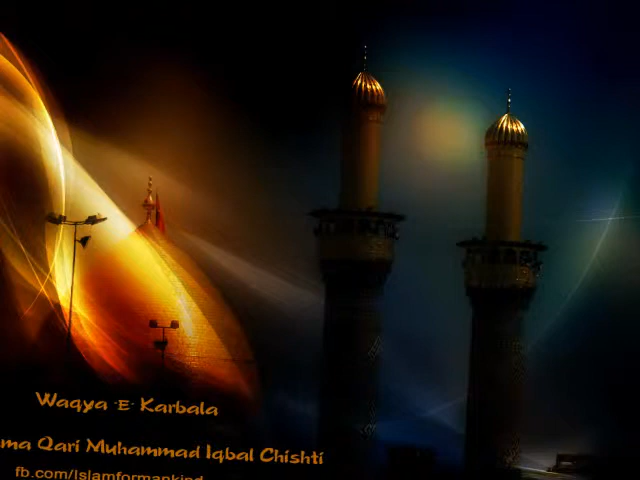 Waqya -E- Karbala
ma Qari Muhammad Iqbal Chishti
fb.com/Islamformankind